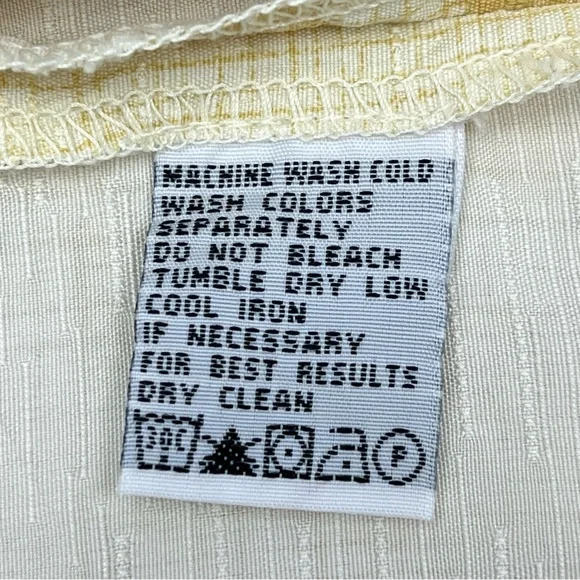 MACHINE WASH COLD
WASH COLORS
SEPARATELY
DO NOT BLEACH
TUMBLE DRY LOW
COOL IRON
IF NECESSARY
FOR BEST RESULTS
DRY CLEAN
30C
P